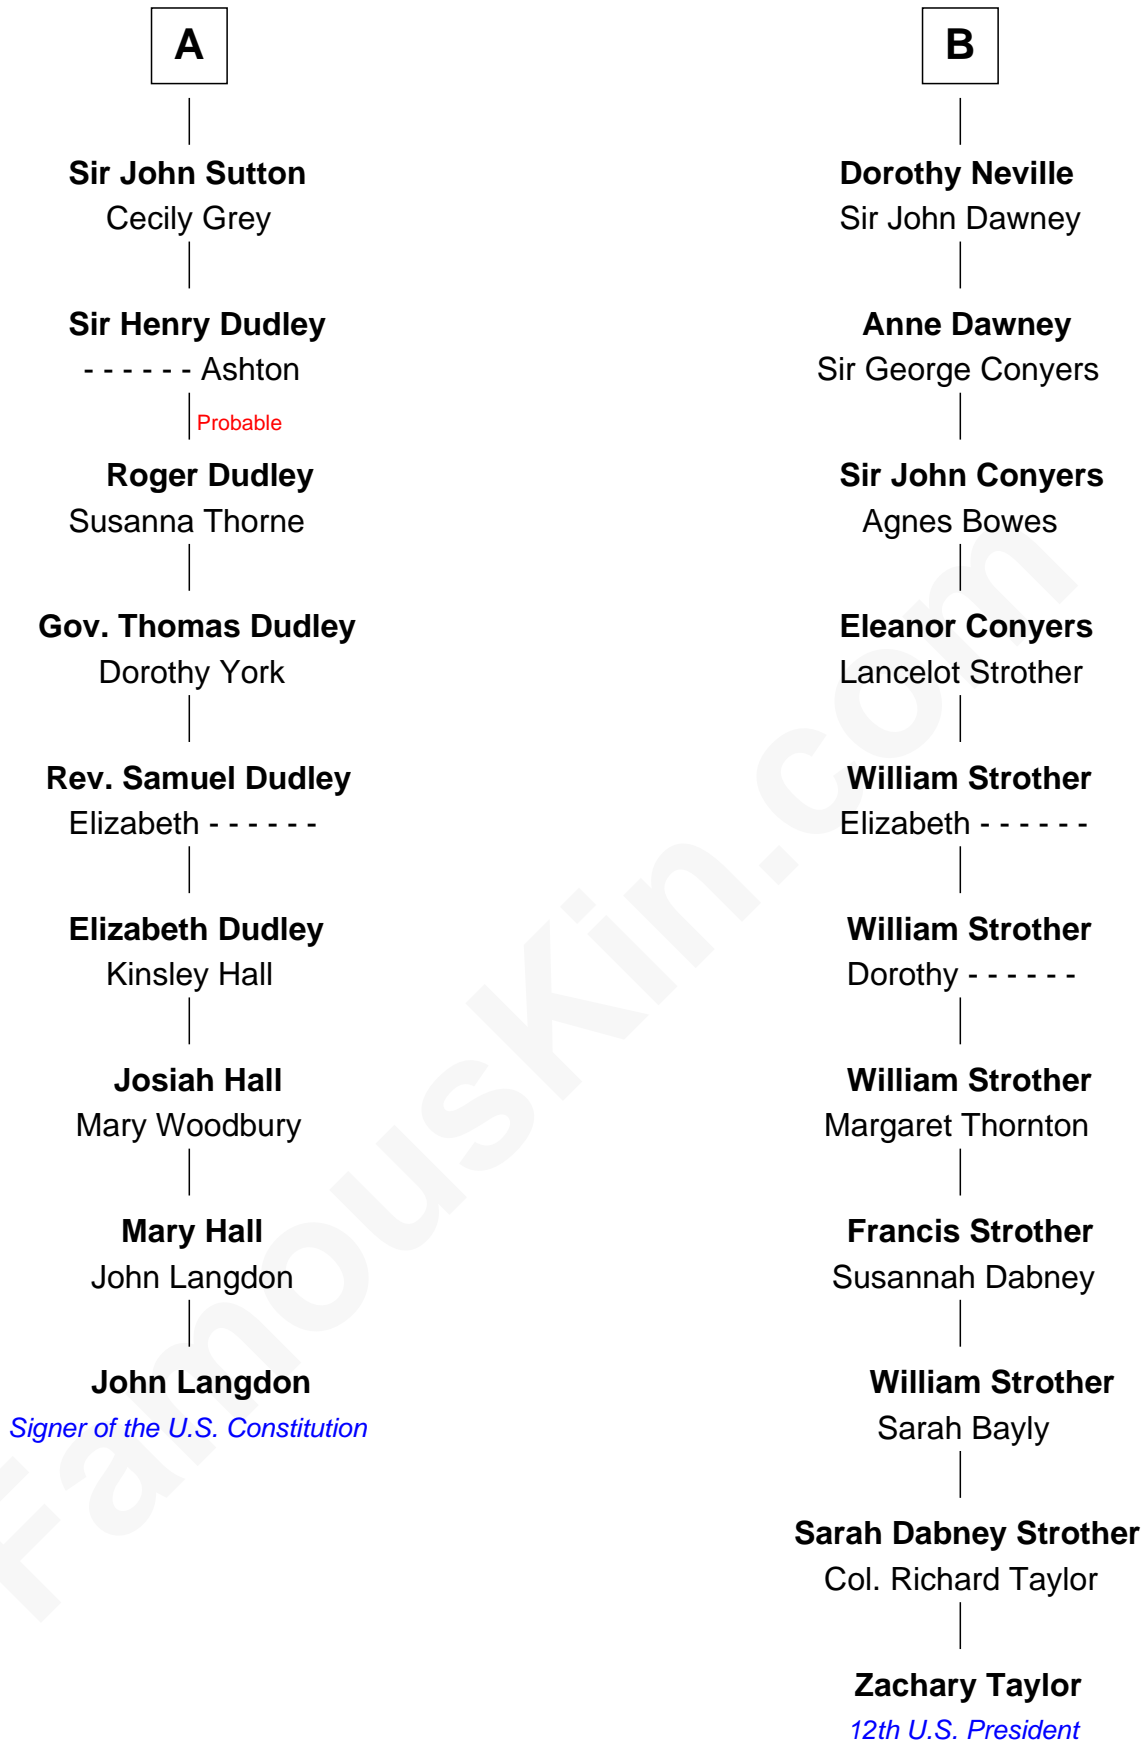 A
Sir John Sutton
Cecily Grey
Sir Henry Dudley
- - - - - - Ashton
Probable
Roger Dudley
Susanna Thorne
Gov. Thomas Dudley
Dorothy York
Rev. Samuel Dudley
Elizabeth - - - - - -
Elizabeth Dudley
Kinsley Hall
Josiah Hall
Mary Woodbury
Mary Hall
John Langdon
John Langdon
Signer of the U.S. Constitution
B
Dorothy Neville
Sir John Dawney
Anne Dawney
Sir George Conyers
Sir John Conyers
Agnes Bowes
Eleanor Conyers
Lancelot Strother
William Strother
Elizabeth - - - - - -
William Strother
Dorothy - - - - - -
William Strother
Margaret Thornton
Francis Strother
Susannah Dabney
William Strother
Sarah Bayly
Sarah Dabney Strother
Col. Richard Taylor
Zachary Taylor
12th U.S. President
FamousKin.com